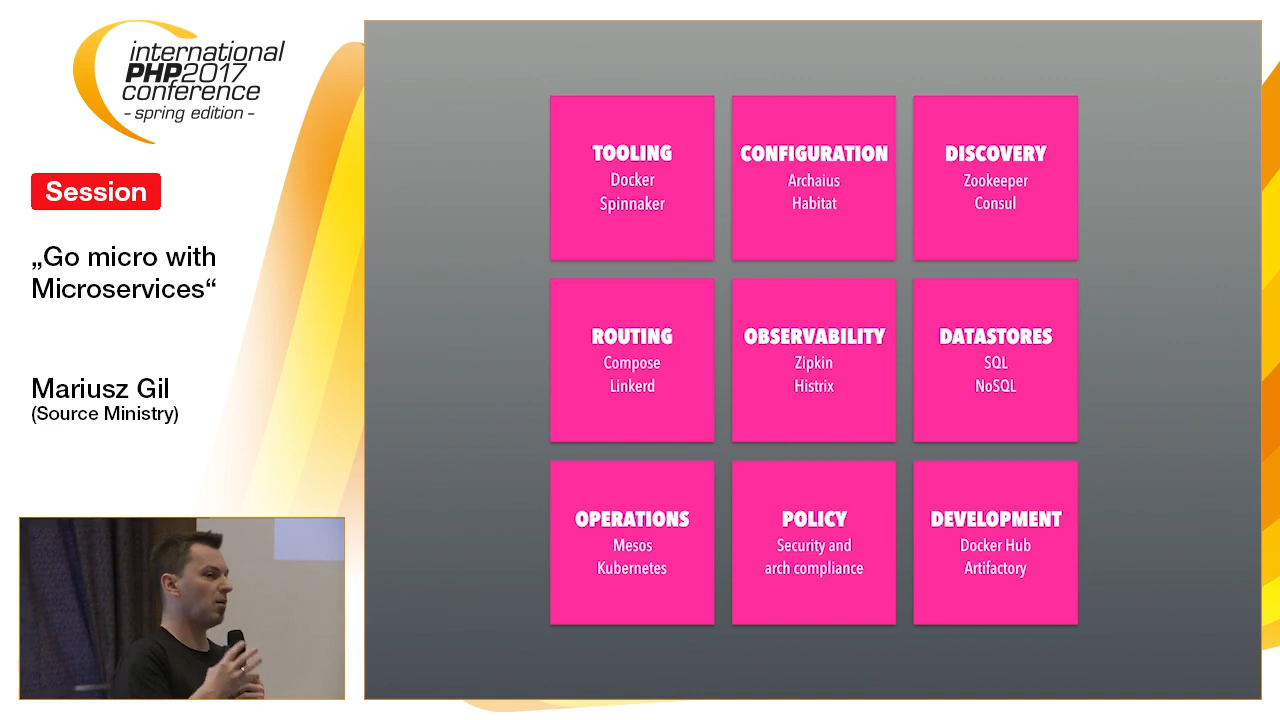 international
PHP2017
conference
- spring edition -
Session
„Go micro with
Microservices“
Mariusz Gil
(Source Ministry)
TOOLING
Docker
Spinnaker
CONFIGURATION
Archaius
Habitat
DISCOVERY
Zookeeper
Consul
ROUTING
Compose
Linkerd
OBSERVABILITY
Zipkin
Histrix
DATASTORES
SQL
NoSQL
OPERATIONS
Mesos
Kubernetes
POLICY
Security and
arch compliance
DEVELOPMENT
Docker Hub
Artifactory